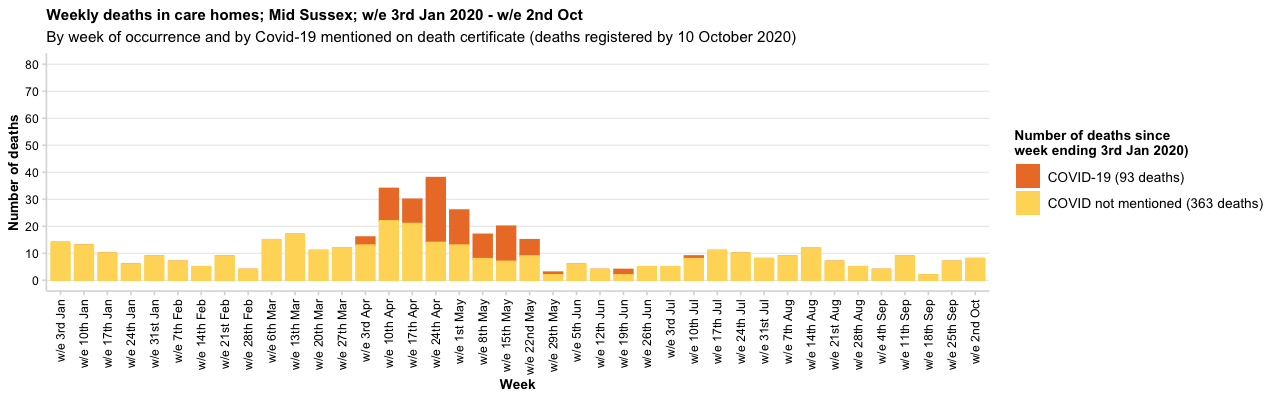 Weekly deaths in care homes; Mid Sussex; w/e 3rd Jan 2020 - w/e 2nd Oct
By week of occurrence and by Covid-19 mentioned on death certificate (deaths registered by 10 October 2020)
Number of deaths
80
70
60
50
40
30
20
10
0
w/e 3rd Jan
w/e 10th Jan
w/e 17th Jan
w/e 24th Jan
w/e 31st Jan
w/e 7th Feb
w/e 14th Feb
w/e 21st Feb
w/e 28th Feb
w/e 6th Mar
w/e 13th Mar
w/e 20th Mar
w/e 27th Mar
w/e 3rd Apr
w/e 10th Apr
w/e 17th Apr
w/e 24th Apr
w/e 1st May
w/e 8th May
w/e 15th May
w/e 22nd May
w/e 29th May
w/e 5th Jun
w/e 12th Jun
w/e 19th Jun
w/e 26th Jun
w/e 3rd Jul
w/e 10th Jul
w/e 17th Jul
w/e 24th Jul
w/e 31st Jul
w/e 7th Aug
w/e 14th Aug
w/e 21st Aug
w/e 28th Aug
w/e 4th Sep
w/e 11th Sep
w/e 18th Sep
w/e 25th Sep
w/e 2nd Oct
Week
Number of deaths since
week ending 3rd Jan 2020)
COVID-19 (93 deaths)
COVID not mentioned (363 deaths)